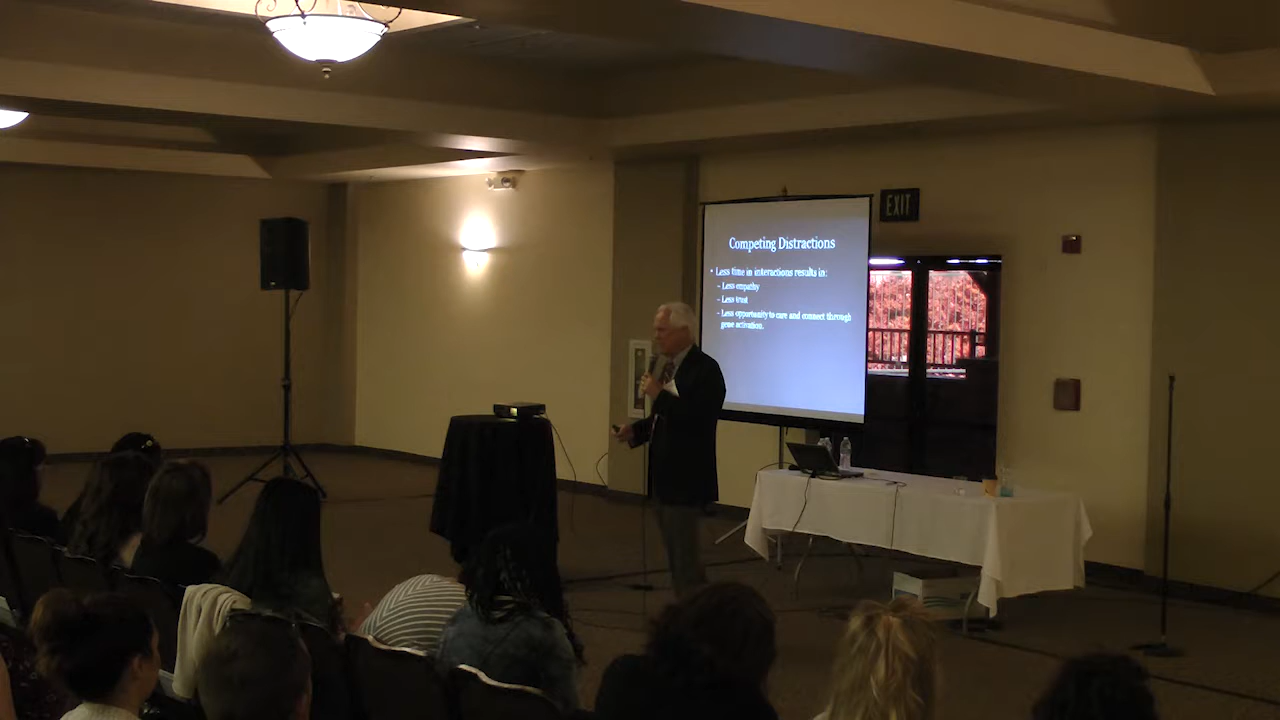 EXIT
Competing Distractions
• Less time in interactions results in:
– Less empathy
– Less trust
– Less opportunity to care and connect through
gene activation.